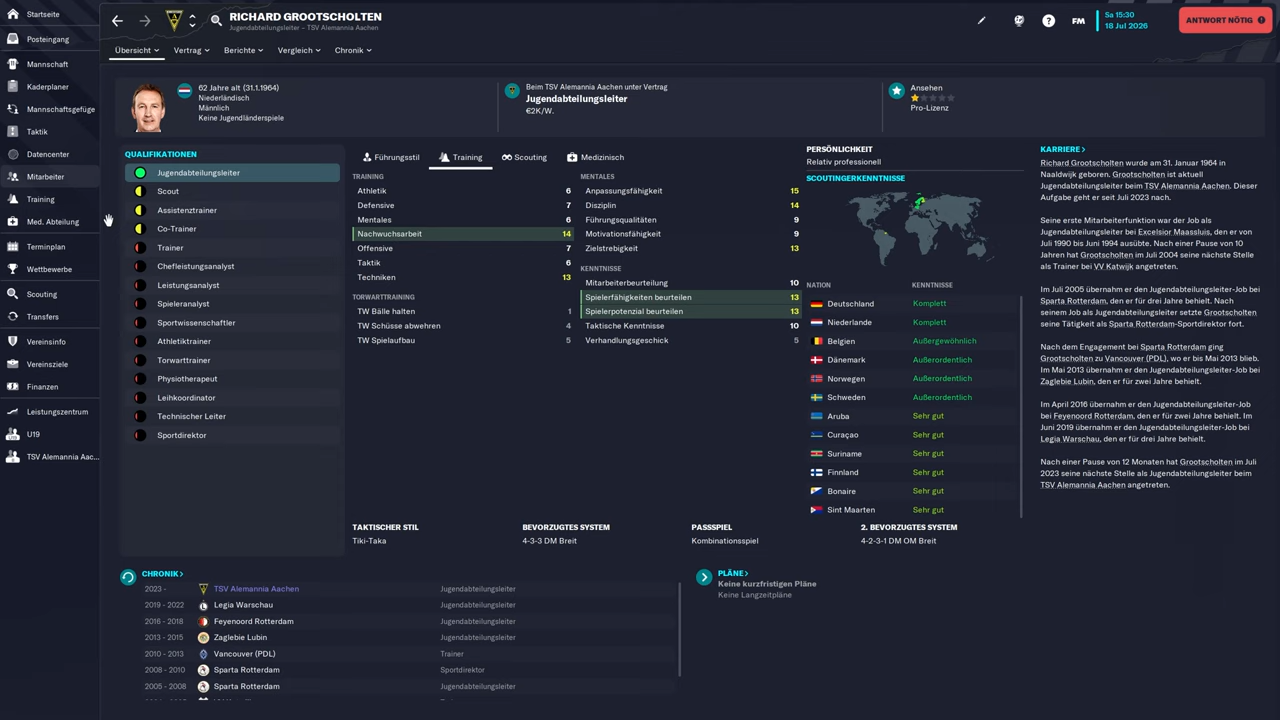 Startseite
Posteingang
Mannschaft
Kaderplaner
Mannschaftsgefüge
Taktik
Datencenter
Mitarbeiter
Training
Med. Abteilung
Terminplan
Wettbewerbe
Scouting
Transfers
Vereinsinfo
Vereinsziele
Finanzen
Leistungszentrum
U19
TSV Alemannia Aac...
RICHARD GROOTSCHOLTEN
Jugendabteilungsleiter – TSV Alemannia Aachen
FM
Sa 15:30
18 Jul 2026
ANTWORT NÖTIG
Übersicht
Vertrag
Berichte
Vergleich
Chronik
62 Jahre alt (31.1.1964)
Niederländisch
Männlich
Keine Jugendländerspiele
Beim TSV Alemannia Aachen unter Vertrag
Jugendabteilungsleiter
€2K/W.
Ansehen
Pro-Lizenz
QUALIFIKATIONEN
Jugendabteilungsleiter
Scout
Assistenztrainer
Co-Trainer
Trainer
Chefleistungsanalyst
Leistungsanalyst
Spieleranalyst
Sportwissenschaftler
Athletiktrainer
Torwarttrainer
Physiotherapeut
Leihkoordinator
Technischer Leiter
Sportdirektor
Führungsstil
Training
Scouting
Medizinisch
TRAINING
Athletik 6
Defensive 7
Mentales 6
Nachwuchsarbeit 14
Offensive 7
Taktik 6
Techniken 13
TORWARTTRAINING
TW Bälle halten 1
TW Schüsse abwehren 4
TW Spielaufbau 5
MENTALES
Anpassungsfähigkeit 15
Disziplin 14
Führungsqualitäten 9
Motivationsfähigkeit 9
Zielstrebigkeit 13
KENNTNISSE
Mitarbeiterbeurteilung 10
Spielerfähigkeiten beurteilen 13
Spielerpotenzial beurteilen 13
Taktische Kenntnisse 10
Verhandlungsgeschick 5
PERSÖNLICHKEIT
Relativ professionell
SCOUTINGERKENNTNISSE
NATION KENNTNISSE
Deutschland Komplett
Niederlande Komplett
Belgien Außergewöhnlich
Dänemark Außerordentlich
Norwegen Außerordentlich
Schweden Außerordentlich
Aruba Sehr gut
Curaçao Sehr gut
Suriname Sehr gut
Finnland Sehr gut
Bonaire Sehr gut
Sint Maarten Sehr gut
KARRIERE >
Richard Grootscholten wurde am 31. Januar 1964 in
Naaldwijk geboren. Grootscholten ist aktuell
Jugendabteilungsleiter beim TSV Alemannia Aachen. Dieser
Aufgabe geht er seit Juli 2023 nach.
Seine erste Mitarbeiterfunktion war der Job als
Jugendabteilungsleiter bei Excelsior Maassluis, den er von
Juli 1990 bis Juni 1994 ausübte. Nach einer Pause von 10
Jahren hat Grootscholten im Juli 2004 seine nächste Stelle
als Trainer bei VV Katwijk angetreten.
Im Juli 2005 übernahm er den Jugendabteilungsleiter-Job bei
Sparta Rotterdam, den er für drei Jahre behielt. Nach
seinem Job als Jugendabteilungsleiter setzte Grootscholten
seine Tätigkeit als Sparta Rotterdam-Sportdirektor fort.
Nach dem Engagement bei Sparta Rotterdam ging
Grootscholten zu Vancouver (PDL), wo er bis Mai 2013 blieb.
Im Mai 2013 übernahm er den Jugendabteilungsleiter-Job bei
Zaglebie Lubin, den er für zwei Jahre behielt.
Im April 2016 übernahm er den Jugendabteilungsleiter-Job
bei Feyenoord Rotterdam, den er für zwei Jahre behielt. Im
Juni 2019 übernahm er den Jugendabteilungsleiter-Job bei
Legia Warschau, den er für drei Jahre behielt.
Nach einer Pause von 12 Monaten hat Grootscholten im Juli
2023 seine nächste Stelle als Jugendabteilungsleiter beim
TSV Alemannia Aachen angetreten.
TAKTISCHER STIL
Tiki-Taka
BEVORZUGTES SYSTEM
4-3-3 DM Breit
PASSSPIEL
Kombinationsspiel
2. BEVORZUGTES SYSTEM
4-2-3-1 DM OM Breit
CHRONIK >
2023 - TSV Alemannia Aachen Jugendabteilungsleiter
2019 - 2022 Legia Warschau Jugendabteilungsleiter
2016 - 2018 Feyenoord Rotterdam Jugendabteilungsleiter
2013 - 2015 Zaglebie Lubin Jugendabteilungsleiter
2010 - 2013 Vancouver (PDL) Trainer
2008 - 2010 Sparta Rotterdam Sportdirektor
2005 - 2008 Sparta Rotterdam Jugendabteilungsleiter
PLÄNE >
Keine kurzfristigen Pläne
Keine Langzeitpläne